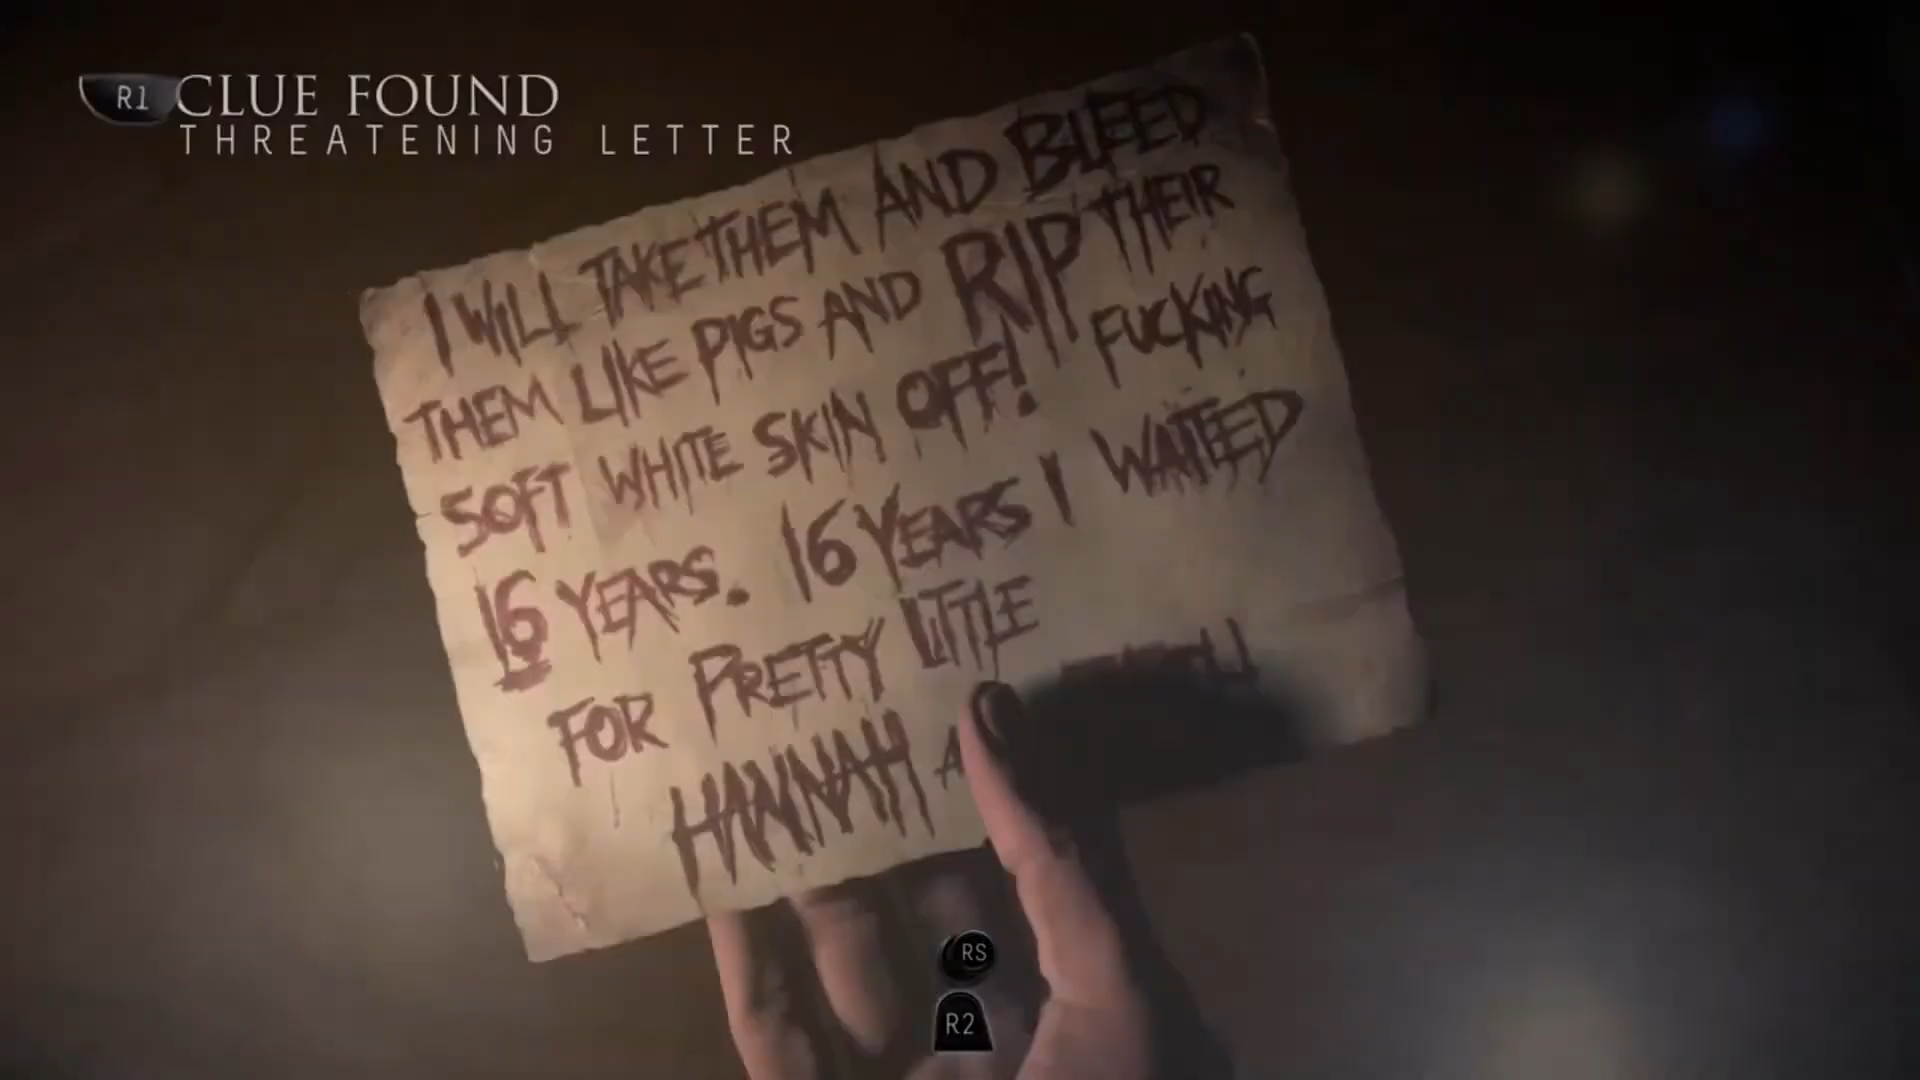 R1 CLUE FOUND
THREATENING LETTER
I WILL TAKE THEM AND BLEED
THEM LIKE PIGS AND RIP THEIR
SOFT WHITE SKIN OFF! FUCKING
16 YEARS. 16 YEARS I WAITED
FOR PRETTY LITTLE
HANNAH
RS
R2